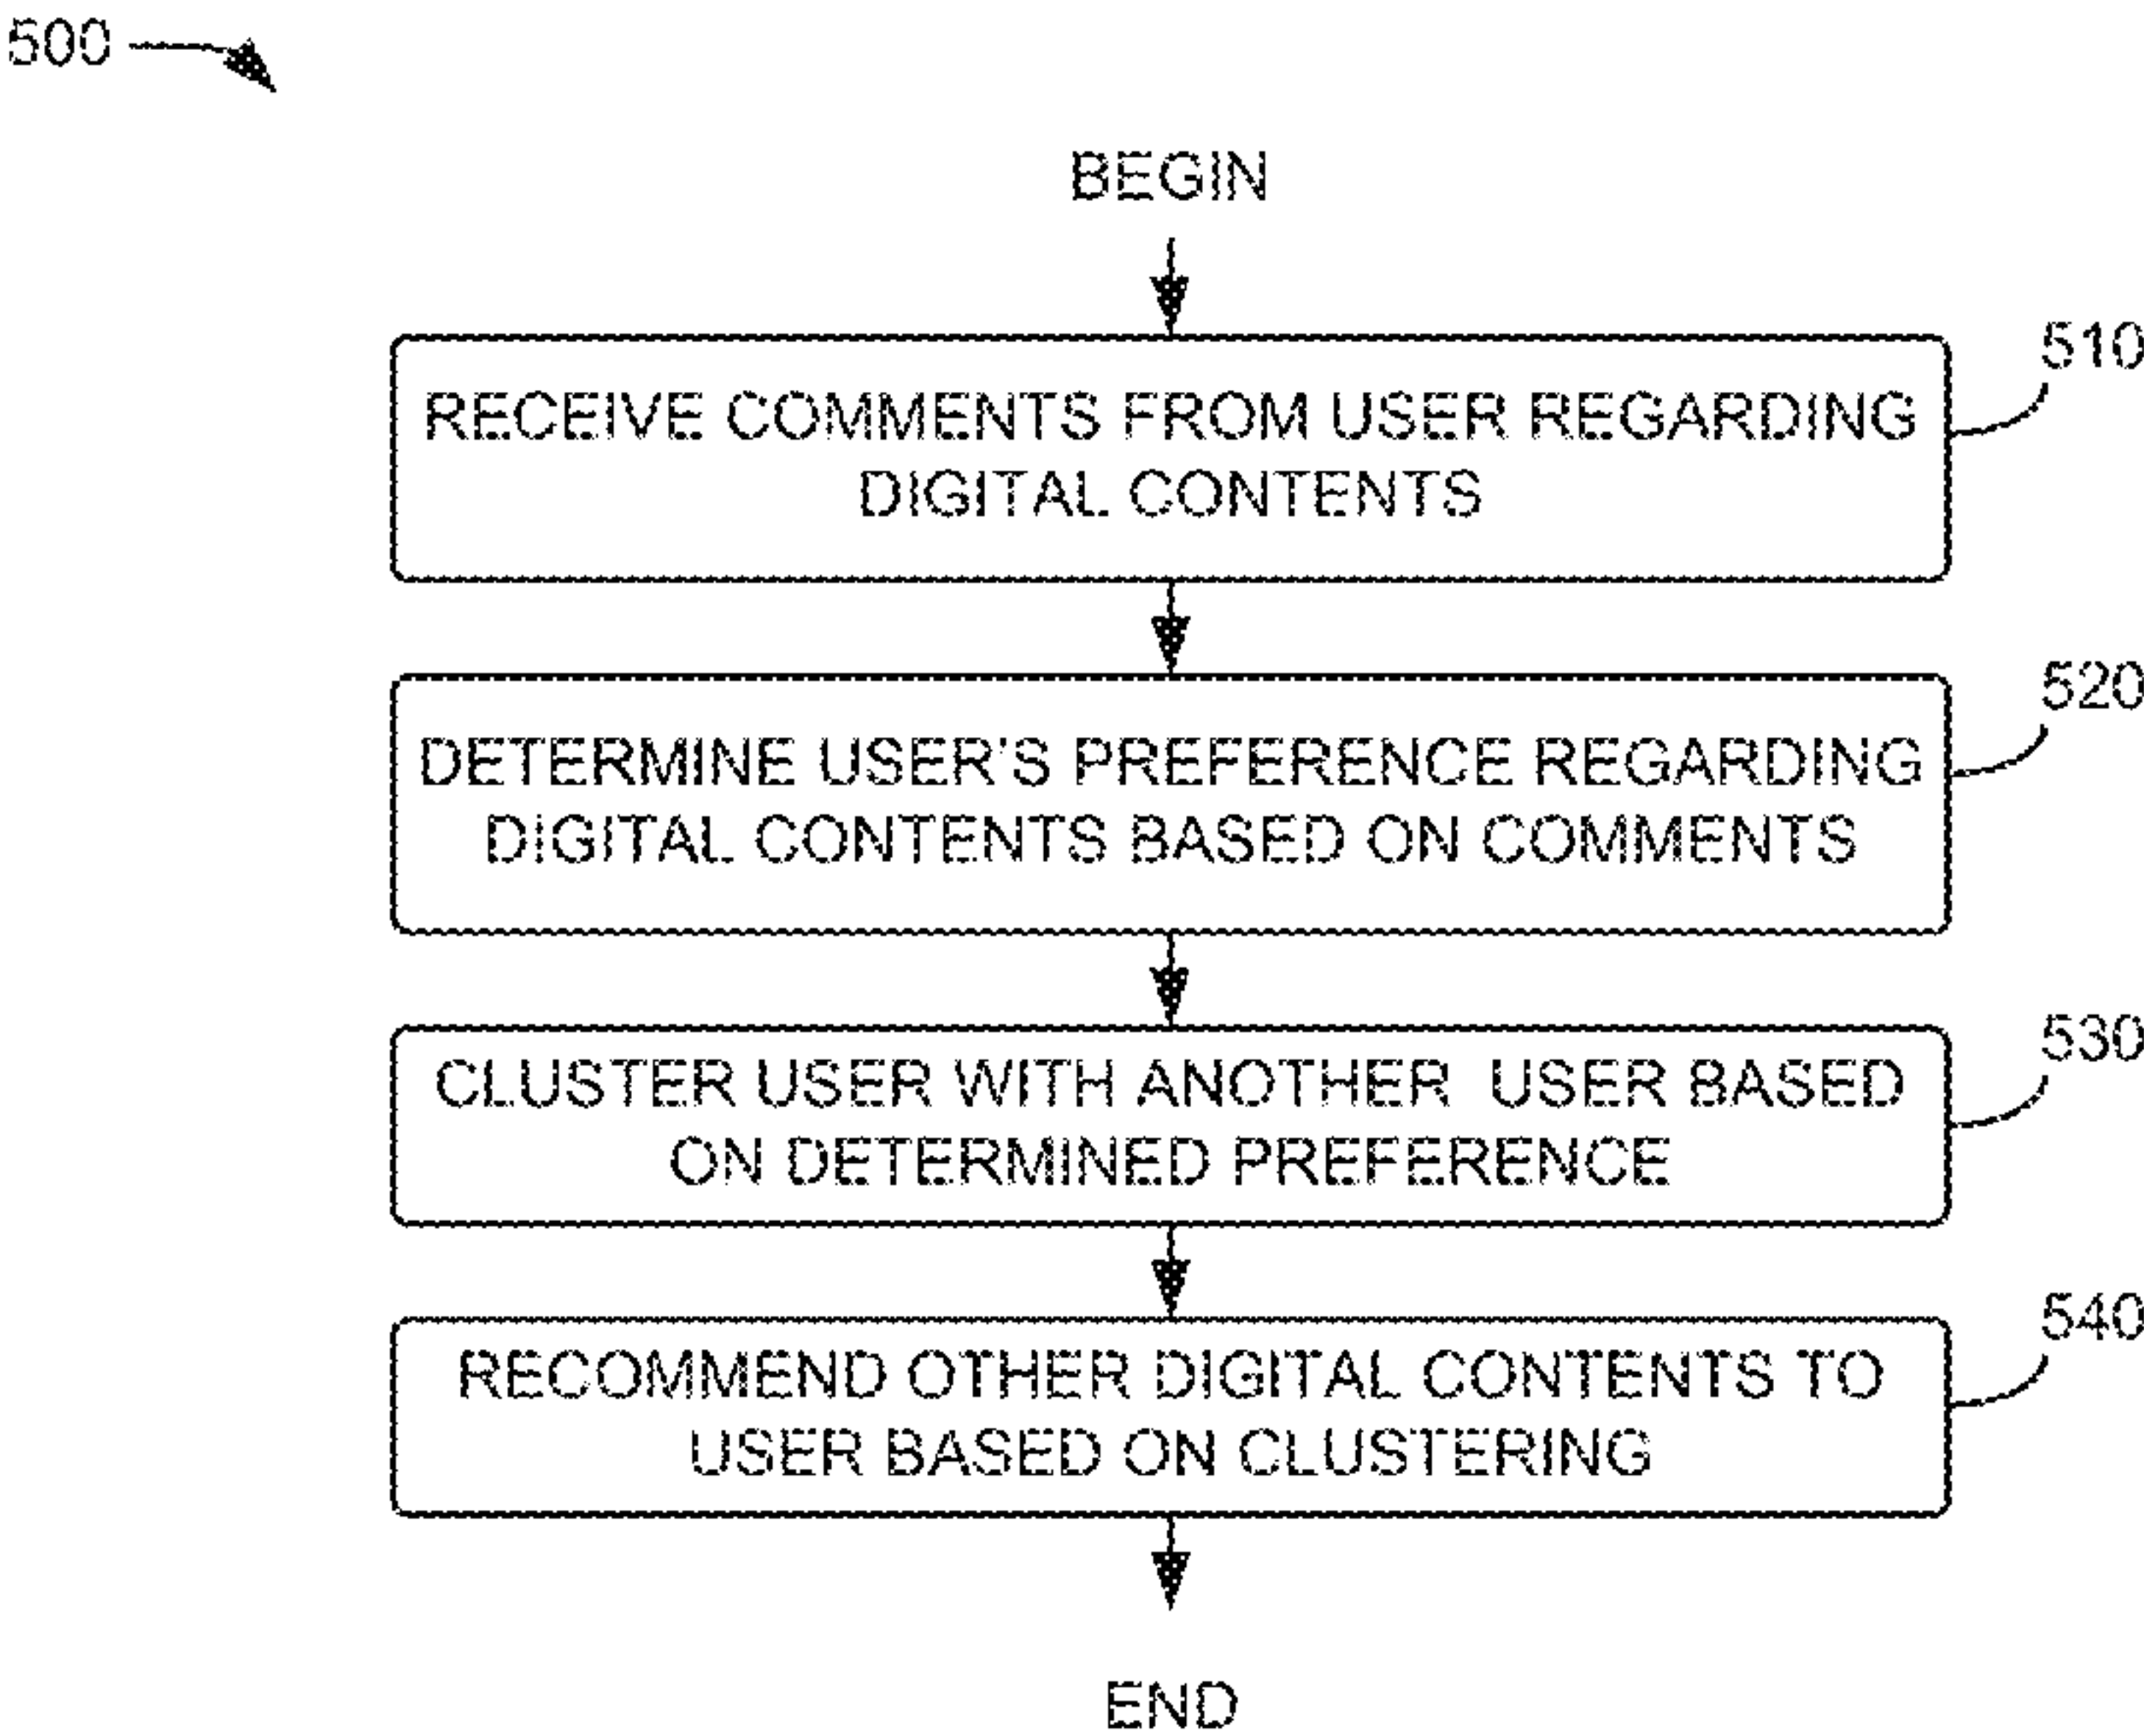 500
BEGIN
510
RECEIVE COMMENTS FROM USER REGARDING
DIGITAL CONTENTS
520
DETERMINE USER'S PREFERENCE REGARDING
DIGITAL CONTENTS BASED ON COMMENTS
530
CLUSTER USER WITH ANOTHER USER BASED
ON DETERMINED PREFERENCE
540
RECOMMEND OTHER DIGITAL CONTENTS TO
USER BASED ON CLUSTERING
END